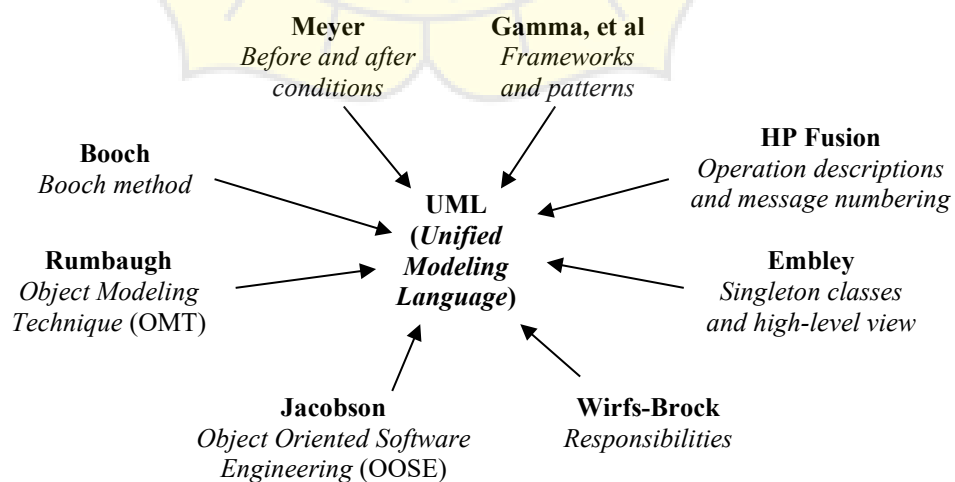 Meyer
Before and after
conditions
Gamma, et al
Frameworks
and patterns
Booch
Booch method
HP Fusion
Operation descriptions
and message numbering
UML
(Unified
Modeling
Language)
Rumbaugh
Object Modeling
Technique (OMT)
Embley
Singleton classes
and high-level view
Jacobson
Object Oriented Software
Engineering (OOSE)
Wirfs-Brock
Responsibilities